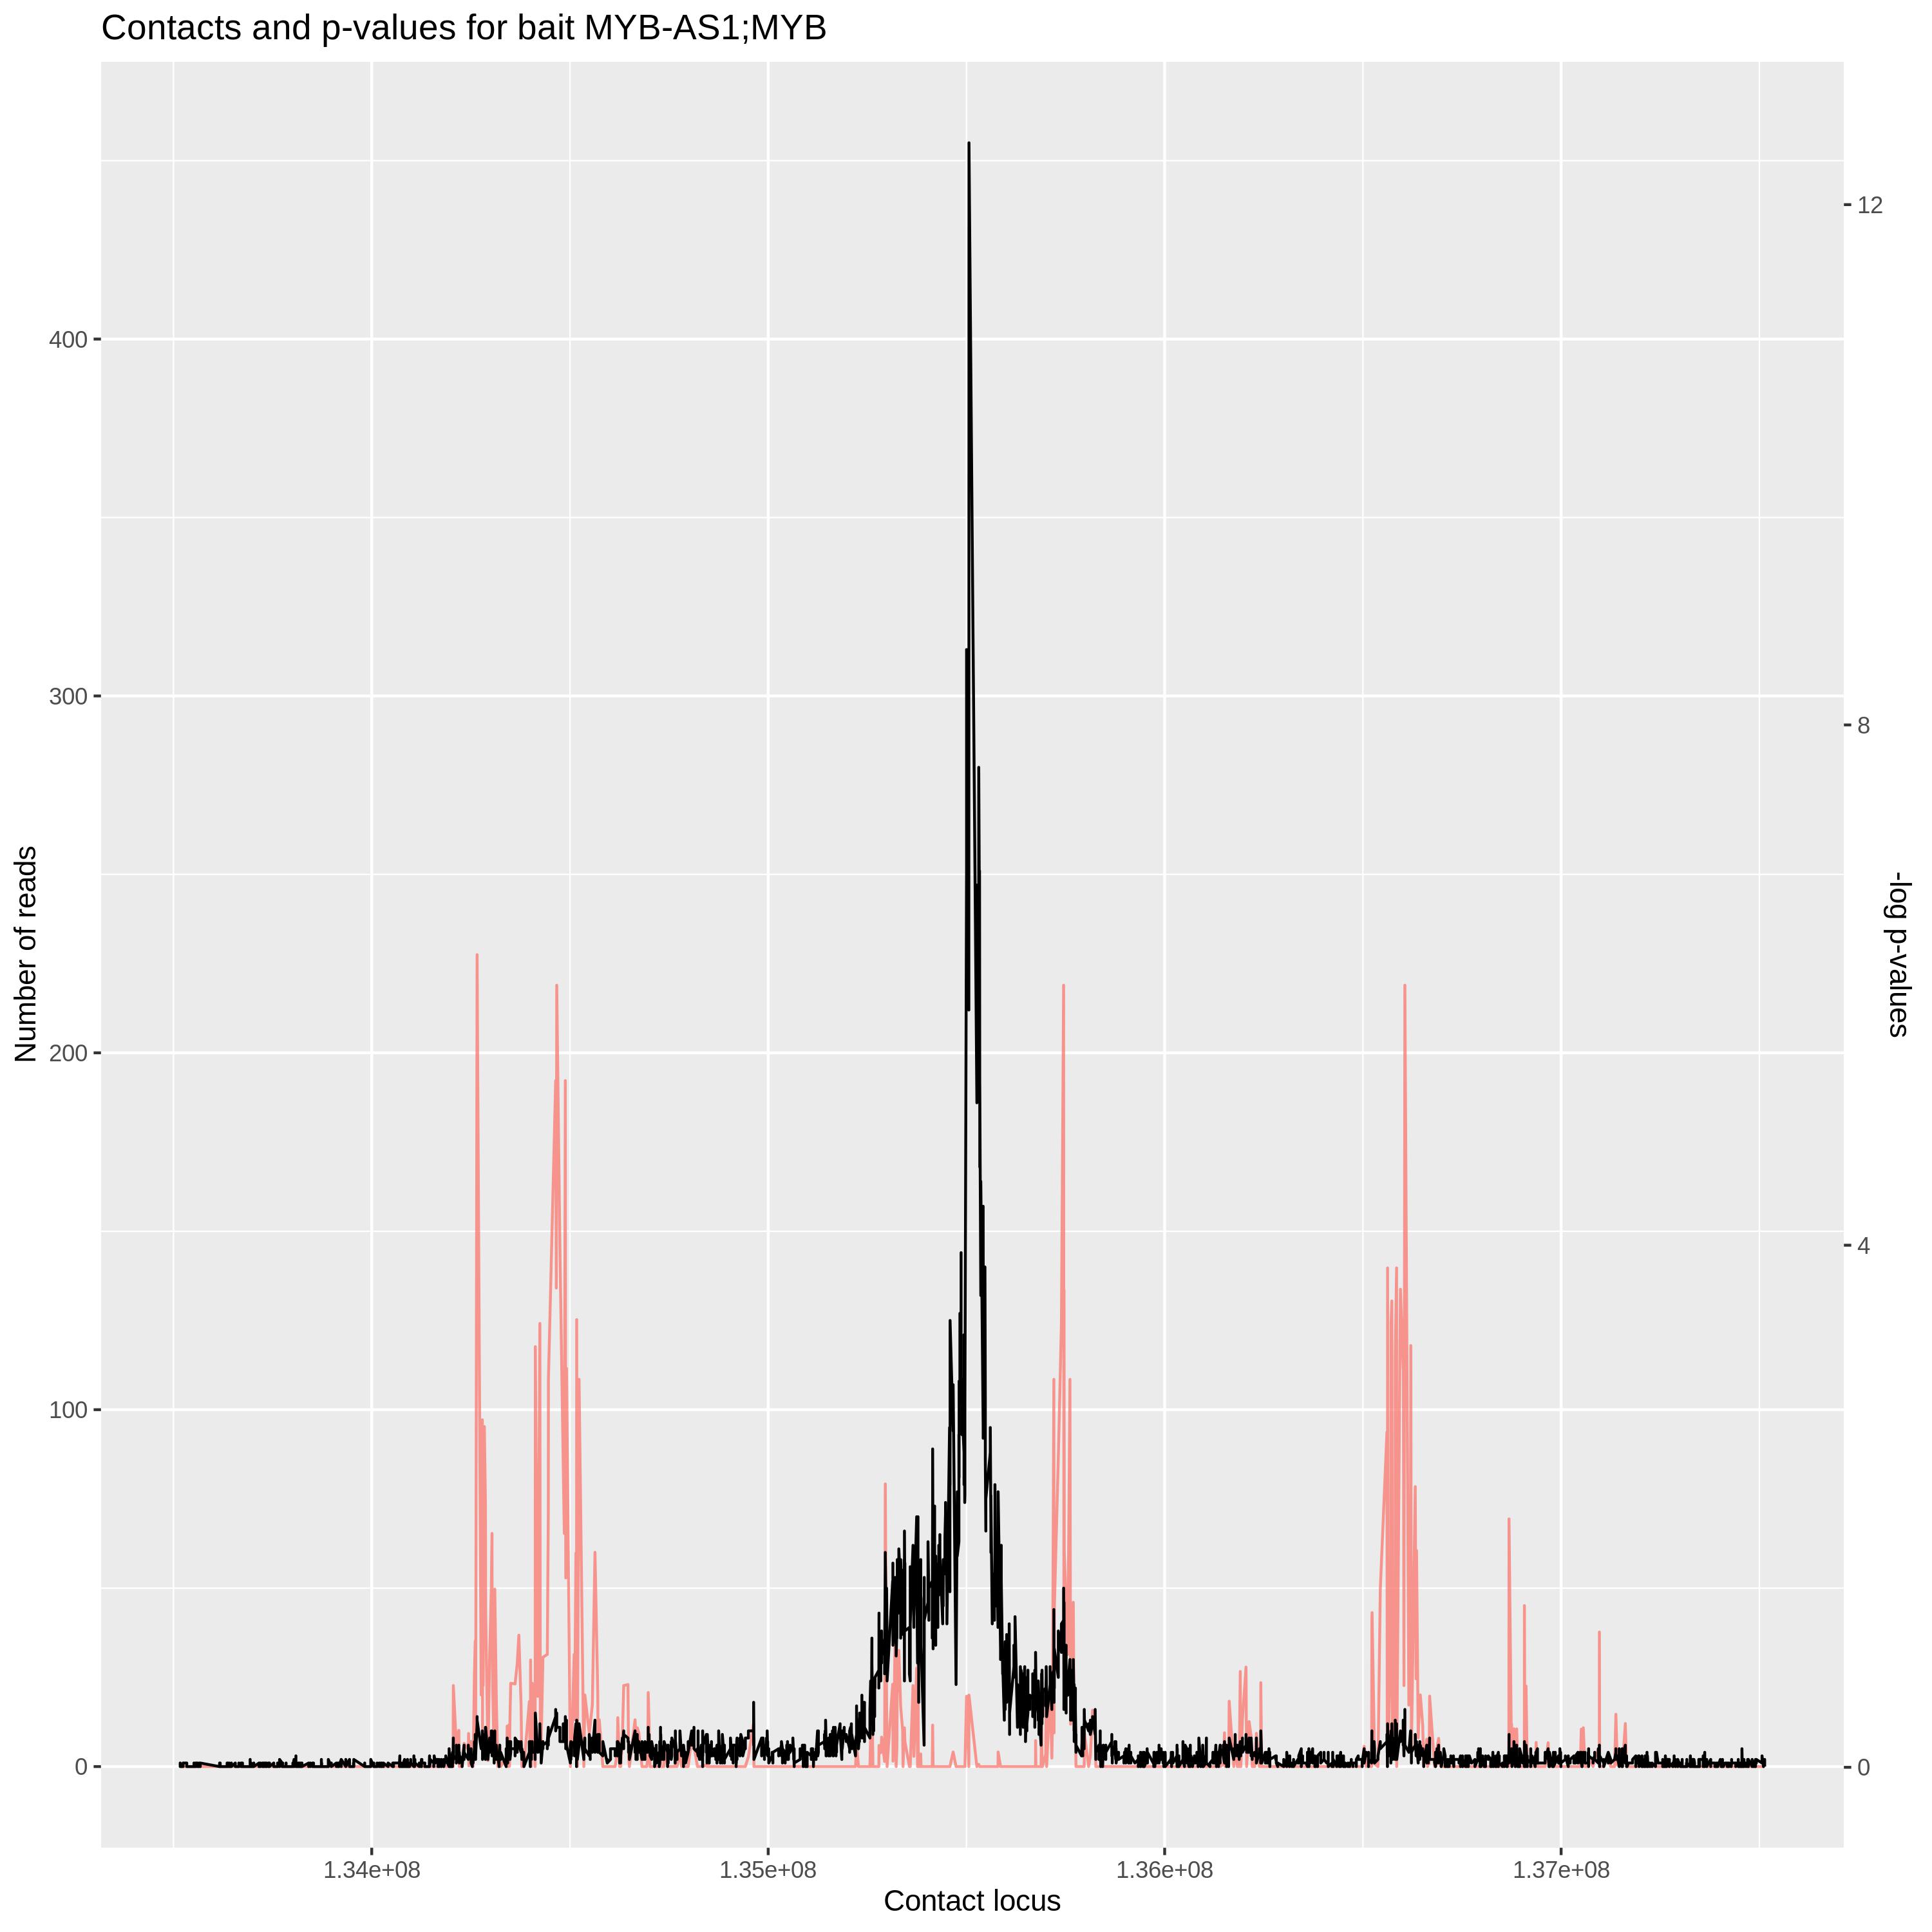 Contacts and p-values for bait MYB-AS1;MYB
Number of reads
400
300
200
100
0
12
8
4
0
-log p-values
1.34e+08 1.35e+08 1.36e+08 1.37e+08
Contact locus